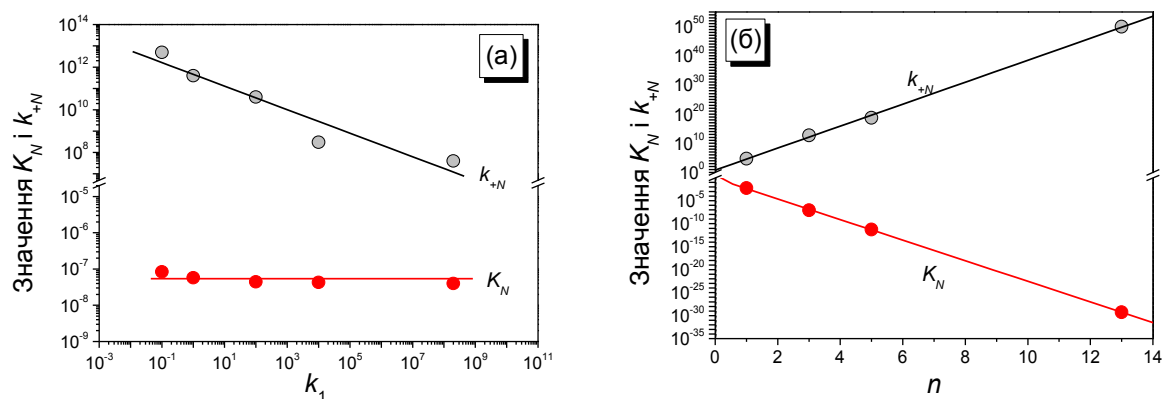 Значення K_N і k_{+N}
10^{14}
10^{12}
10^{10}
10^{8}
10^{-5}
10^{-6}
10^{-7}
10^{-8}
10^{-9}
(а)
k_{+N}
K_N
10^{-3} 10^{-1} 10^{1} 10^{3} 10^{5} 10^{7} 10^{9} 10^{11}
k_1
Значення K_N і k_{+N}
10^{50}
10^{40}
10^{30}
10^{20}
10^{10}
10^{0}
10^{-5}
10^{-10}
10^{-15}
10^{-20}
10^{-25}
10^{-30}
10^{-35}
(б)
k_{+N}
K_N
0 2 4 6 8 10 12 14
n